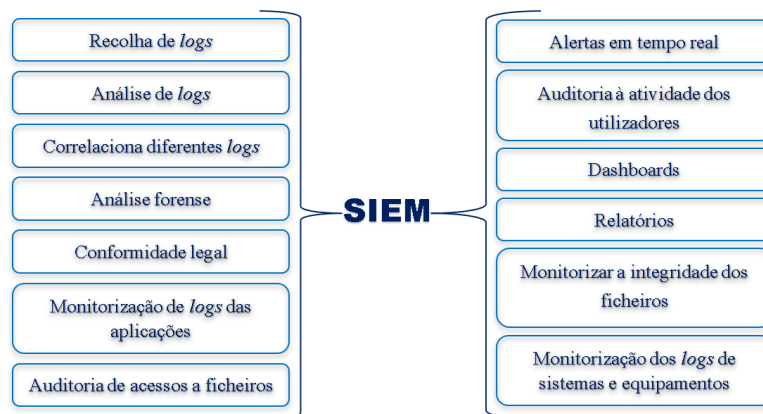 Recolha de logs
Análise de logs
Correlaciona diferentes logs
Análise forense
Conformidade legal
Monitorização de logs das
aplicações
Auditoria de acessos a ficheiros
SIEM
Alertas em tempo real
Auditoria à atividade dos
utilizadores
Dashboards
Relatórios
Monitorizar a integridade dos
ficheiros
Monitorização dos logs de
sistemas e equipamentos